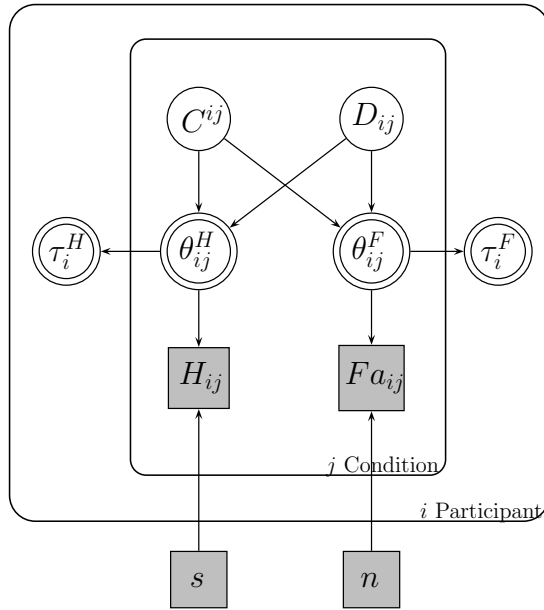 C^{ij} D_{ij}
τ_i^H θ_{ij}^H θ_{ij}^F τ_i^F
H_{ij} Fa_{ij}
j Condition
i Participant
s n